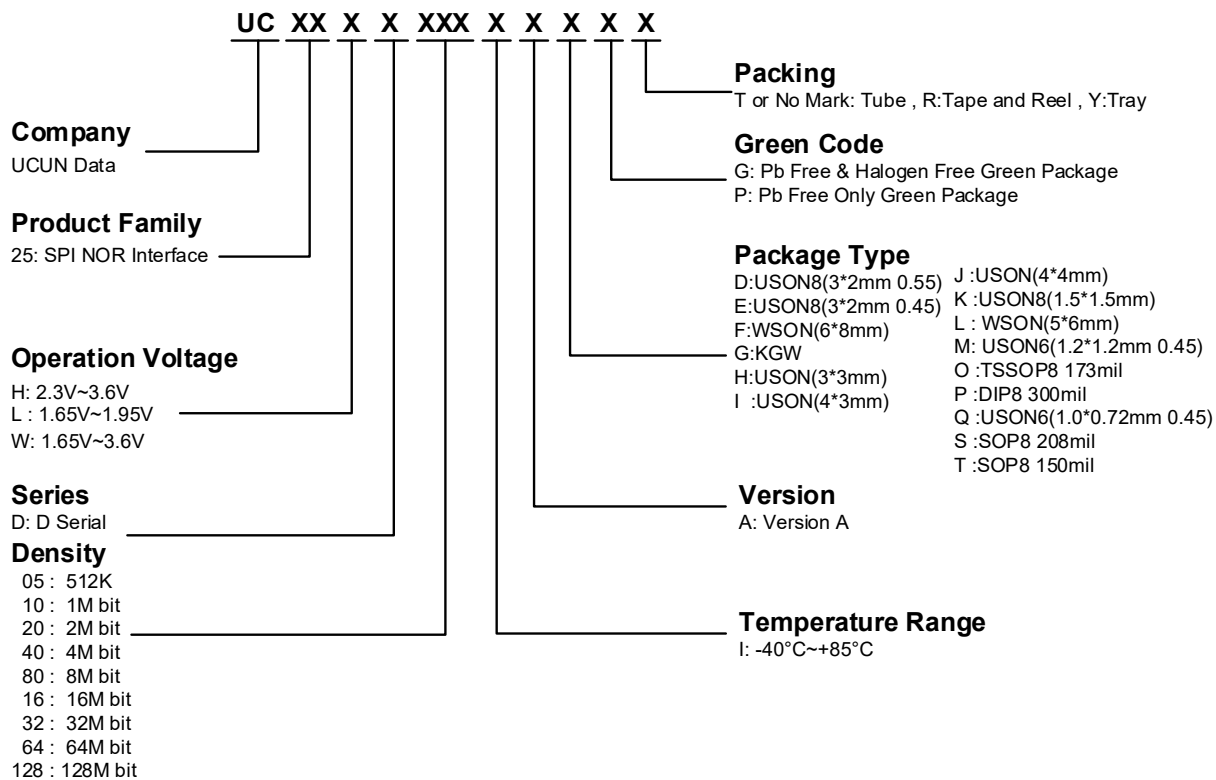 UC XX X X XXX X X X X X
Company
UCUN Data
Product Family
25: SPI NOR Interface
Operation Voltage
H: 2.3V~3.6V
L : 1.65V~1.95V
W: 1.65V~3.6V
Series
D: D Serial
Density
05 : 512K
10 : 1M bit
20 : 2M bit
40 : 4M bit
80 : 8M bit
16 : 16M bit
32 : 32M bit
64 : 64M bit
128 : 128M bit
Packing
T or No Mark: Tube , R:Tape and Reel , Y:Tray
Green Code
G: Pb Free & Halogen Free Green Package
P: Pb Free Only Green Package
Package Type
D:USON8(3*2mm 0.55)
E:USON8(3*2mm 0.45)
F:WSON(6*8mm)
G:KGW
H:USON(3*3mm)
I :USON(4*3mm)
J :USON(4*4mm)
K :USON8(1.5*1.5mm)
L : WSON(5*6mm)
M: USON6(1.2*1.2mm 0.45)
O :TSSOP8 173mil
P :DIP8 300mil
Q :USON6(1.0*0.72mm 0.45)
S :SOP8 208mil
T :SOP8 150mil
Version
A: Version A
Temperature Range
I: -40°C~+85°C